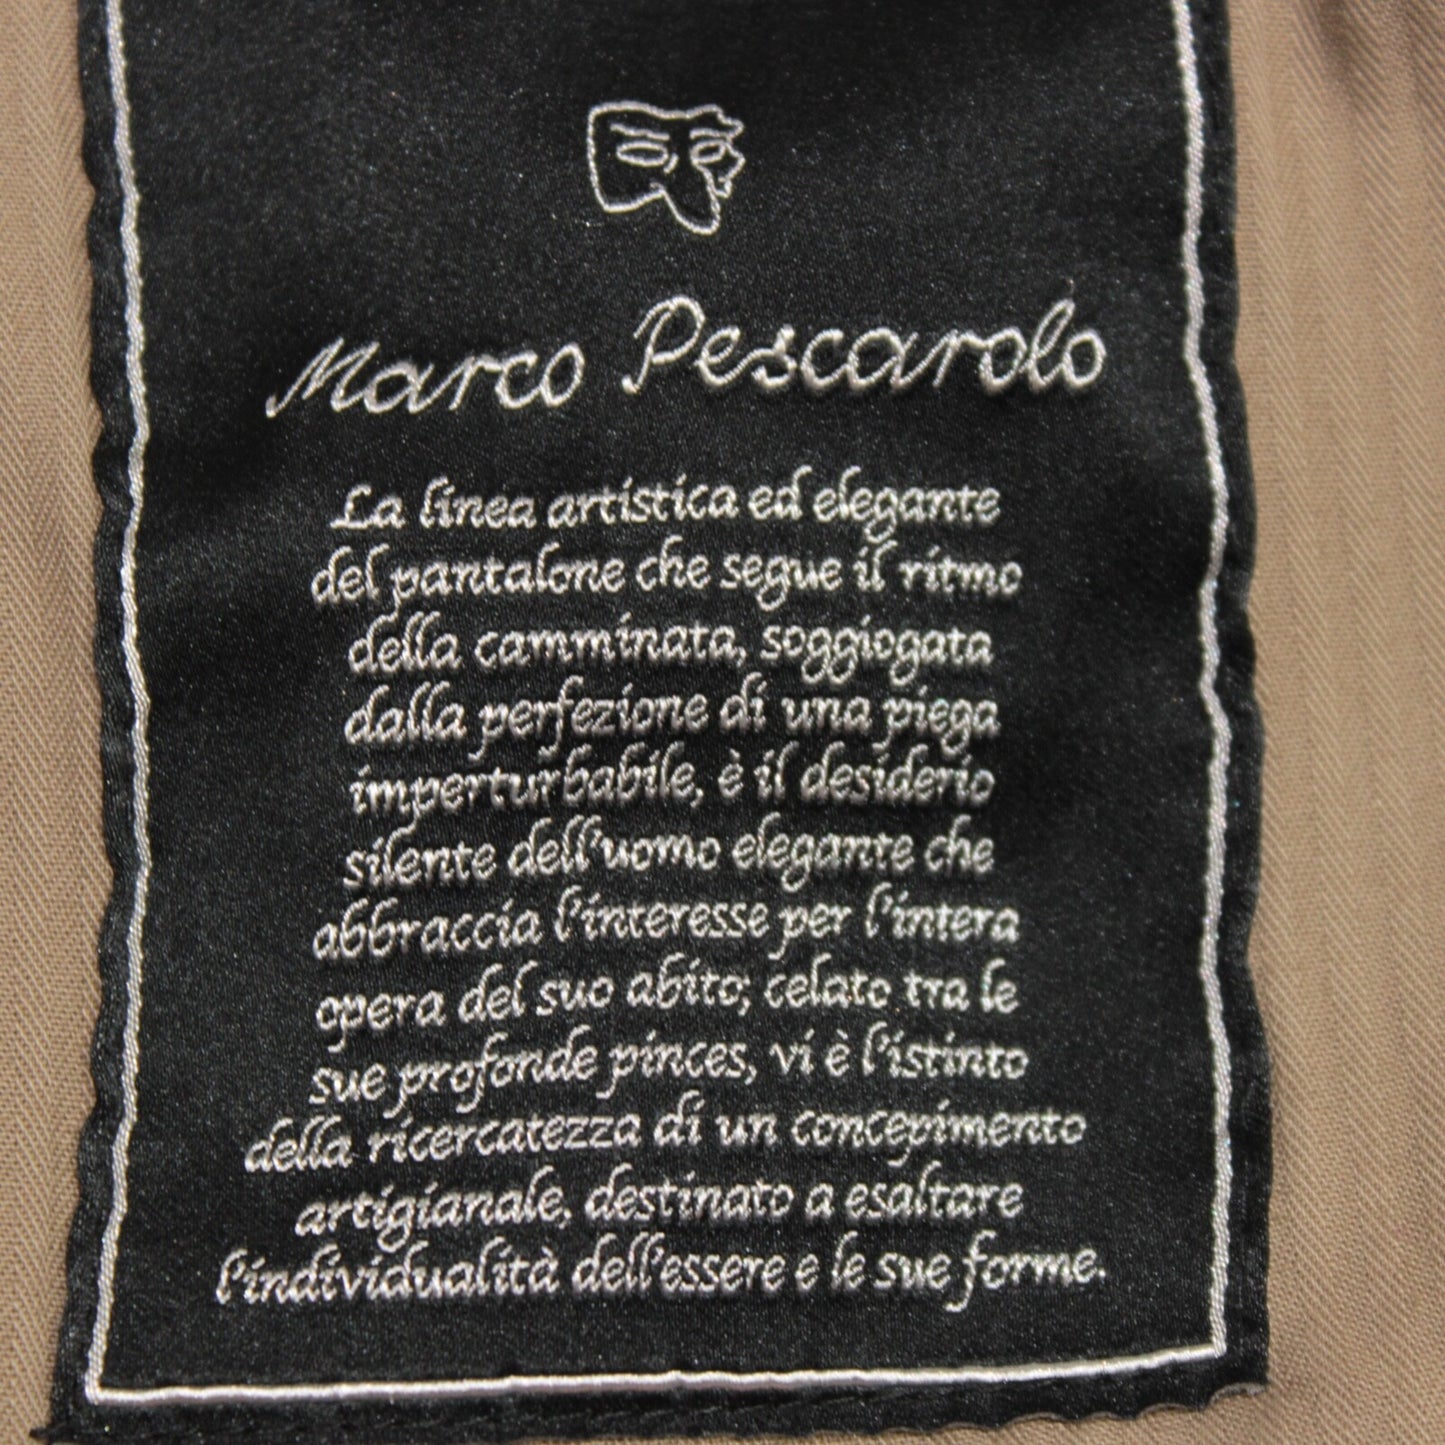 Marco Pescarolo
La linea artistica ed elegante
del pantalone che segue il ritmo
della camminata, soggiogata
dalla perfezione di una piega
imperturbabile, è il desiderio
silente dell'uomo elegante che
abbraccia l'interesse per l'intera
opera del suo abito; celato tra le
sue profonde pinces, vi è l'istinto
della ricercatezza di un concepimento
artigianale, destinato a esaltare
l'individualità dell'essere e le sue forme.